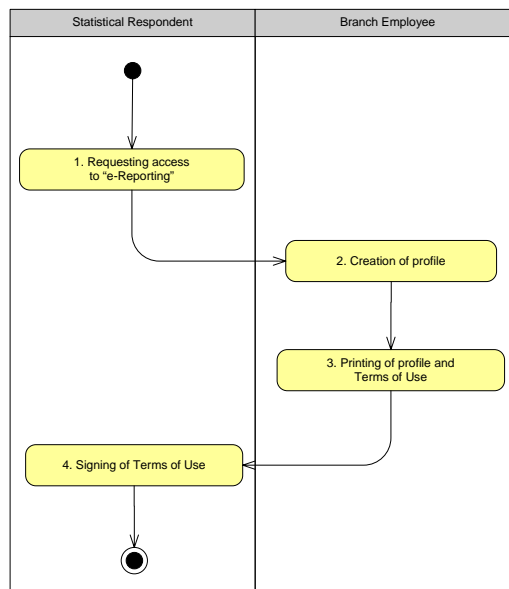 Statistical Respondent
Branch Employee
1. Requesting access
to “e-Reporting”
2. Creation of profile
3. Printing of profile and
Terms of Use
4. Signing of Terms of Use